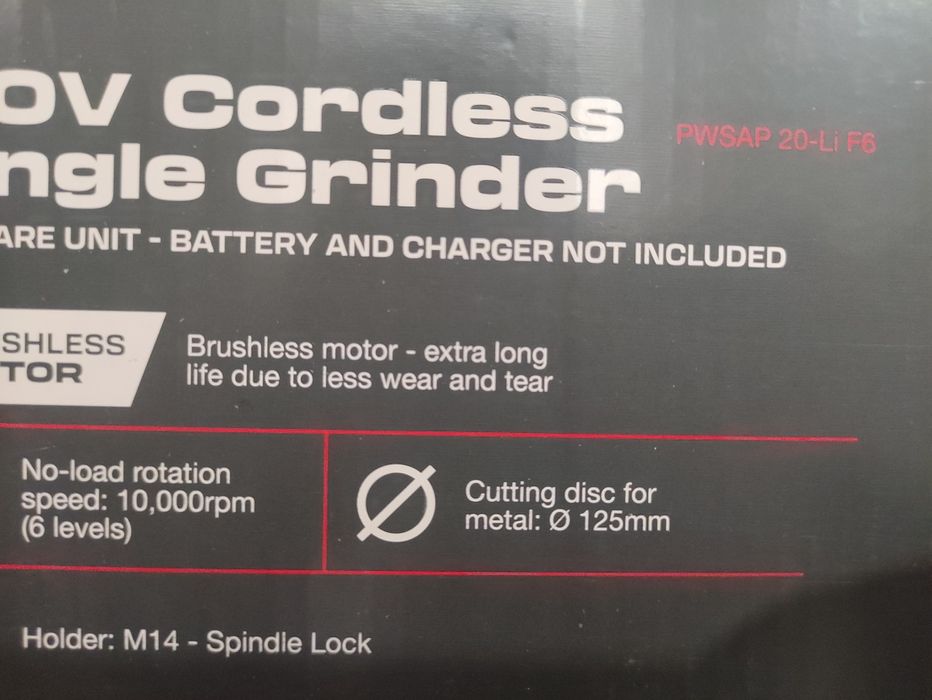 0V Cordless
ngle Grinder
PWSAP 20-Li F6
ARE UNIT - BATTERY AND CHARGER NOT INCLUDED
SHLESS
TOR
Brushless motor - extra long
life due to less wear and tear
No-load rotation
speed: 10,000rpm
(6 levels)
Cutting disc for
metal: Ø 125mm
Holder: M14 - Spindle Lock